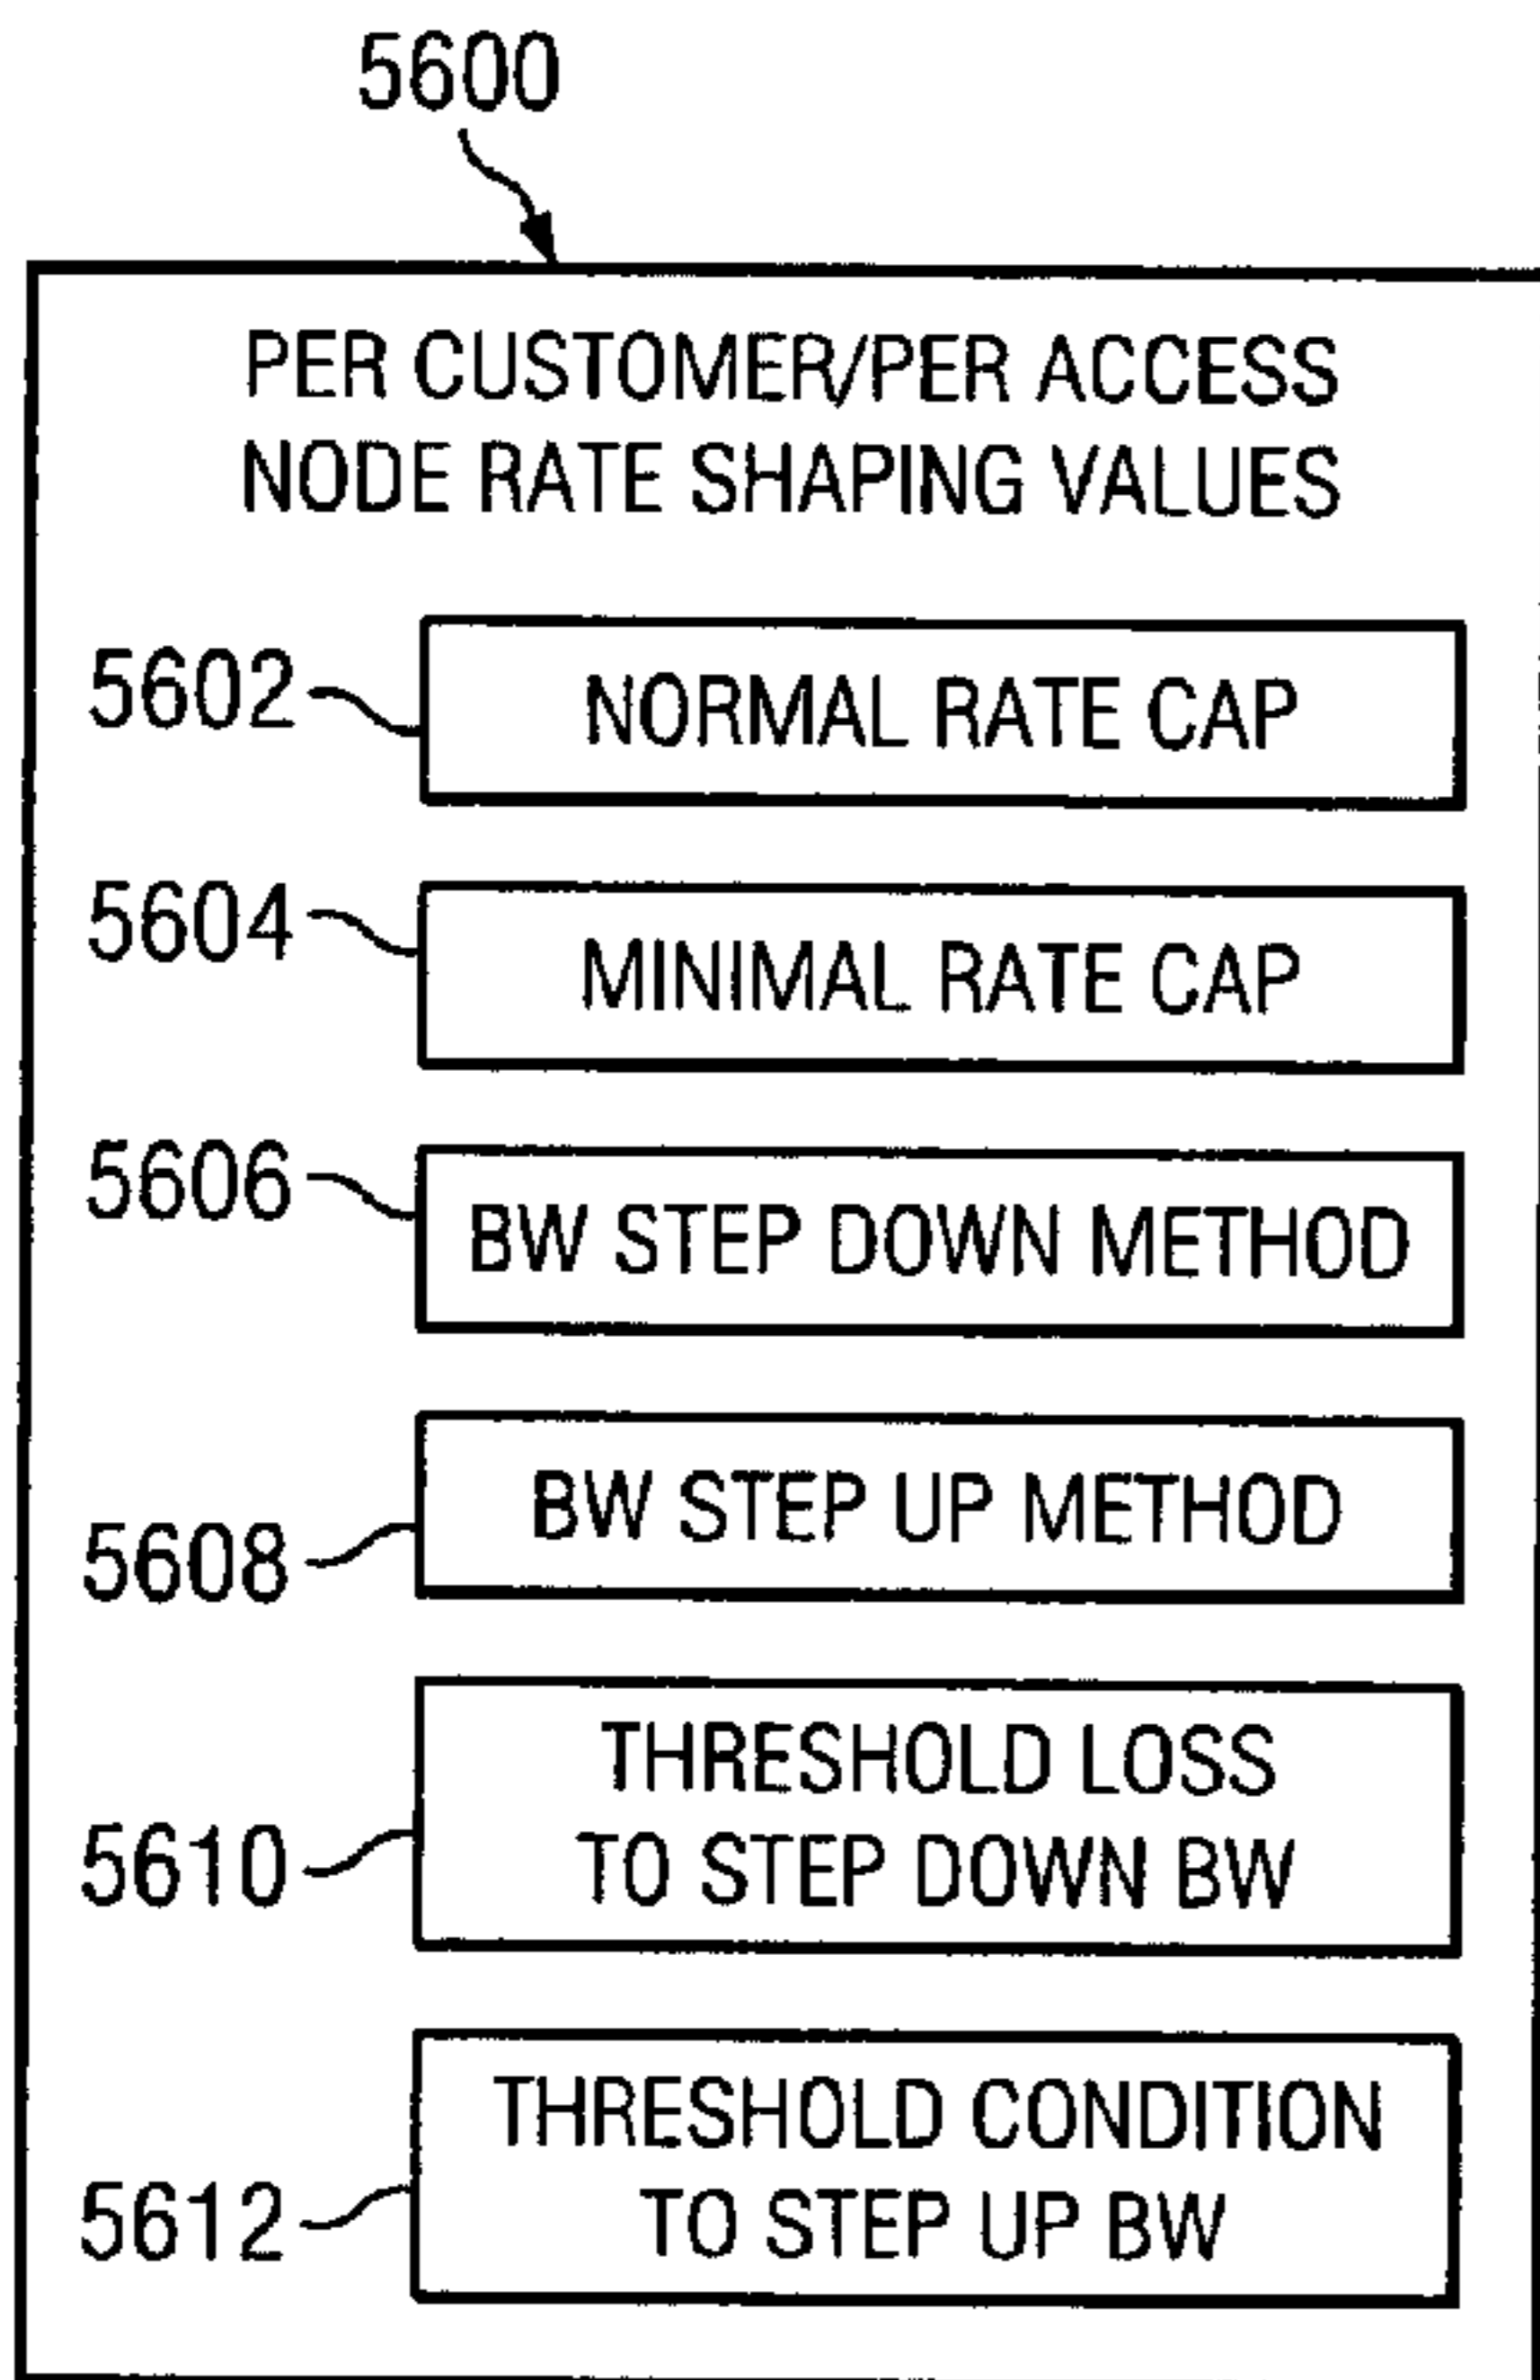 5600
PER CUSTOMER/PER ACCESS
NODE RATE SHAPING VALUES
5602
NORMAL RATE CAP
5604
MINIMAL RATE CAP
5606
BW STEP DOWN METHOD
5608
BW STEP UP METHOD
5610
THRESHOLD LOSS
TO STEP DOWN BW
5612
THRESHOLD CONDITION
TO STEP UP BW